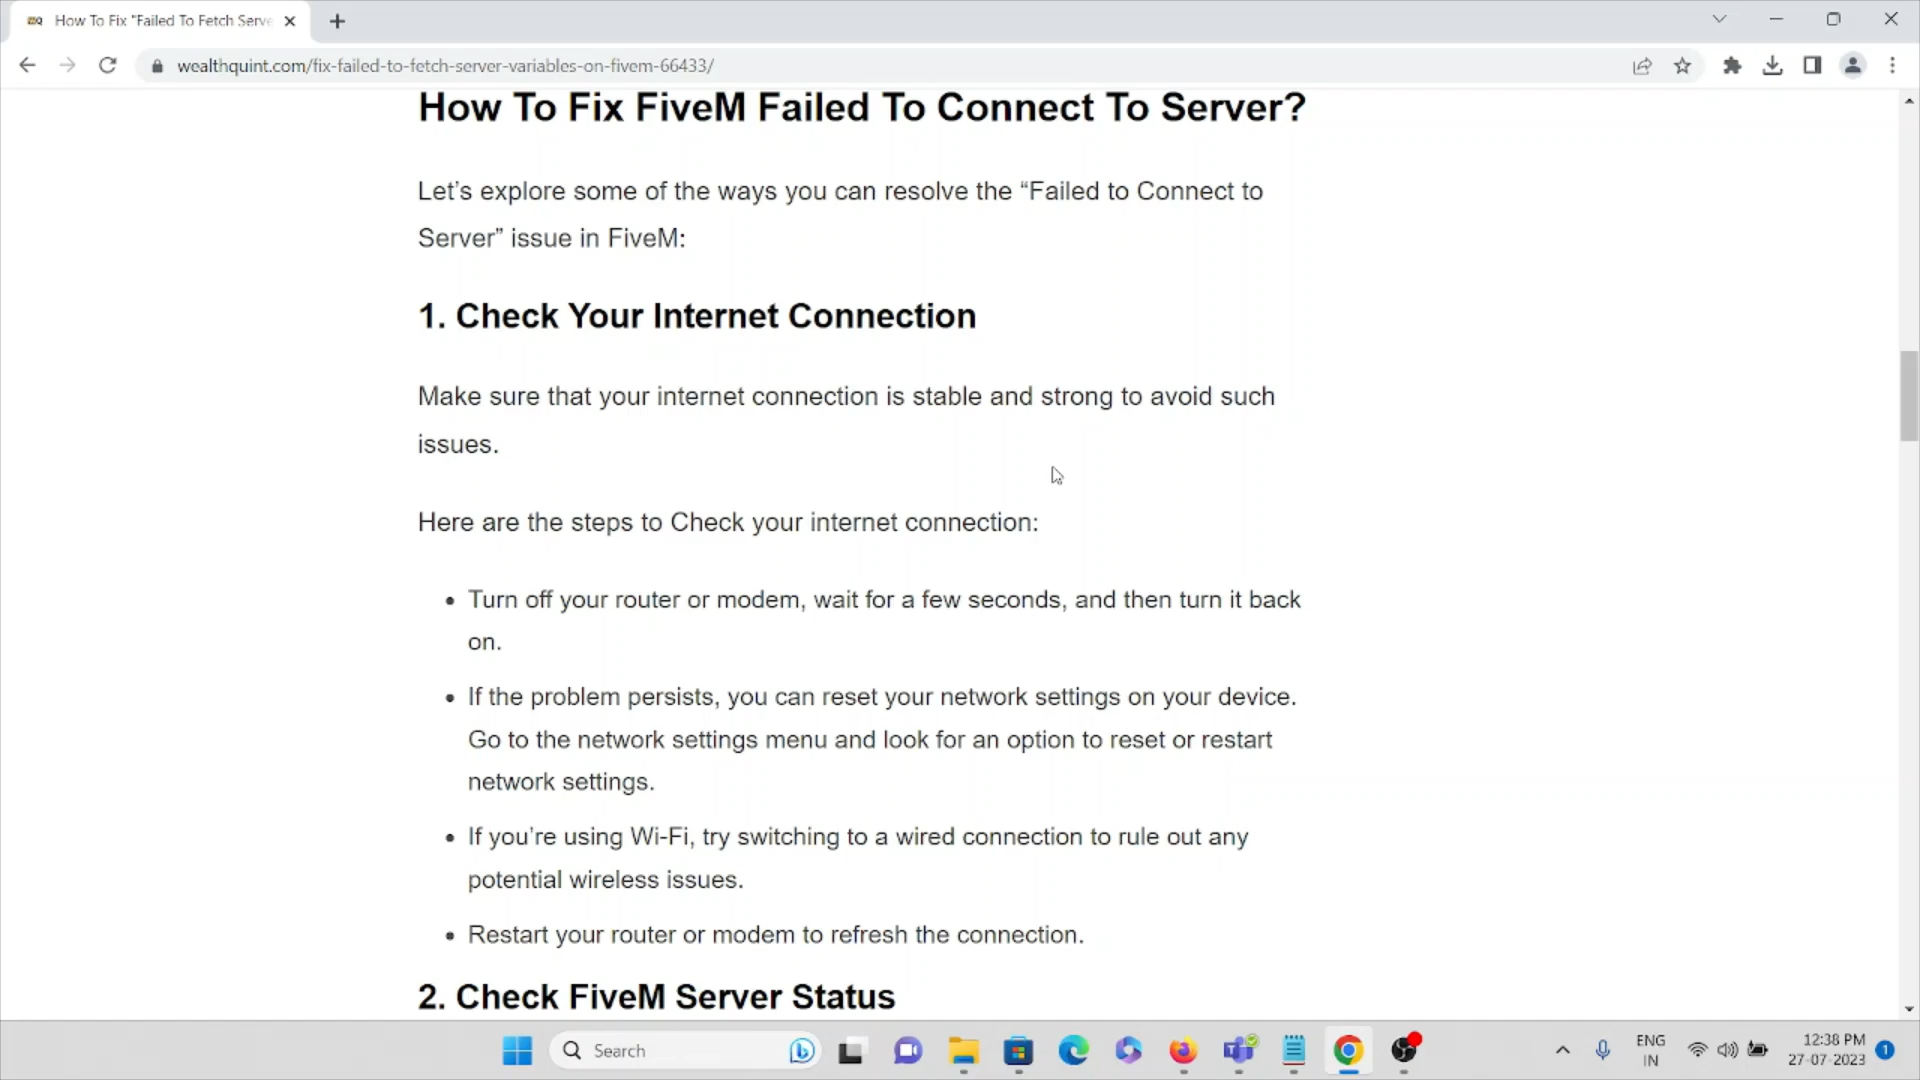 How To Fix "Failed To Fetch Serve
wealthquint.com/fix-failed-to-fetch-server-variables-on-fivem-66433/
How To Fix FiveM Failed To Connect To Server?
Let’s explore some of the ways you can resolve the “Failed to Connect to
Server” issue in FiveM:
1. Check Your Internet Connection
Make sure that your internet connection is stable and strong to avoid such
issues.
Here are the steps to Check your internet connection:
• Turn off your router or modem, wait for a few seconds, and then turn it back
on.
• If the problem persists, you can reset your network settings on your device.
Go to the network settings menu and look for an option to reset or restart
network settings.
• If you’re using Wi-Fi, try switching to a wired connection to rule out any
potential wireless issues.
• Restart your router or modem to refresh the connection.
2. Check FiveM Server Status
Search
ENG
IN
12:38 PM
27-07-2023
1